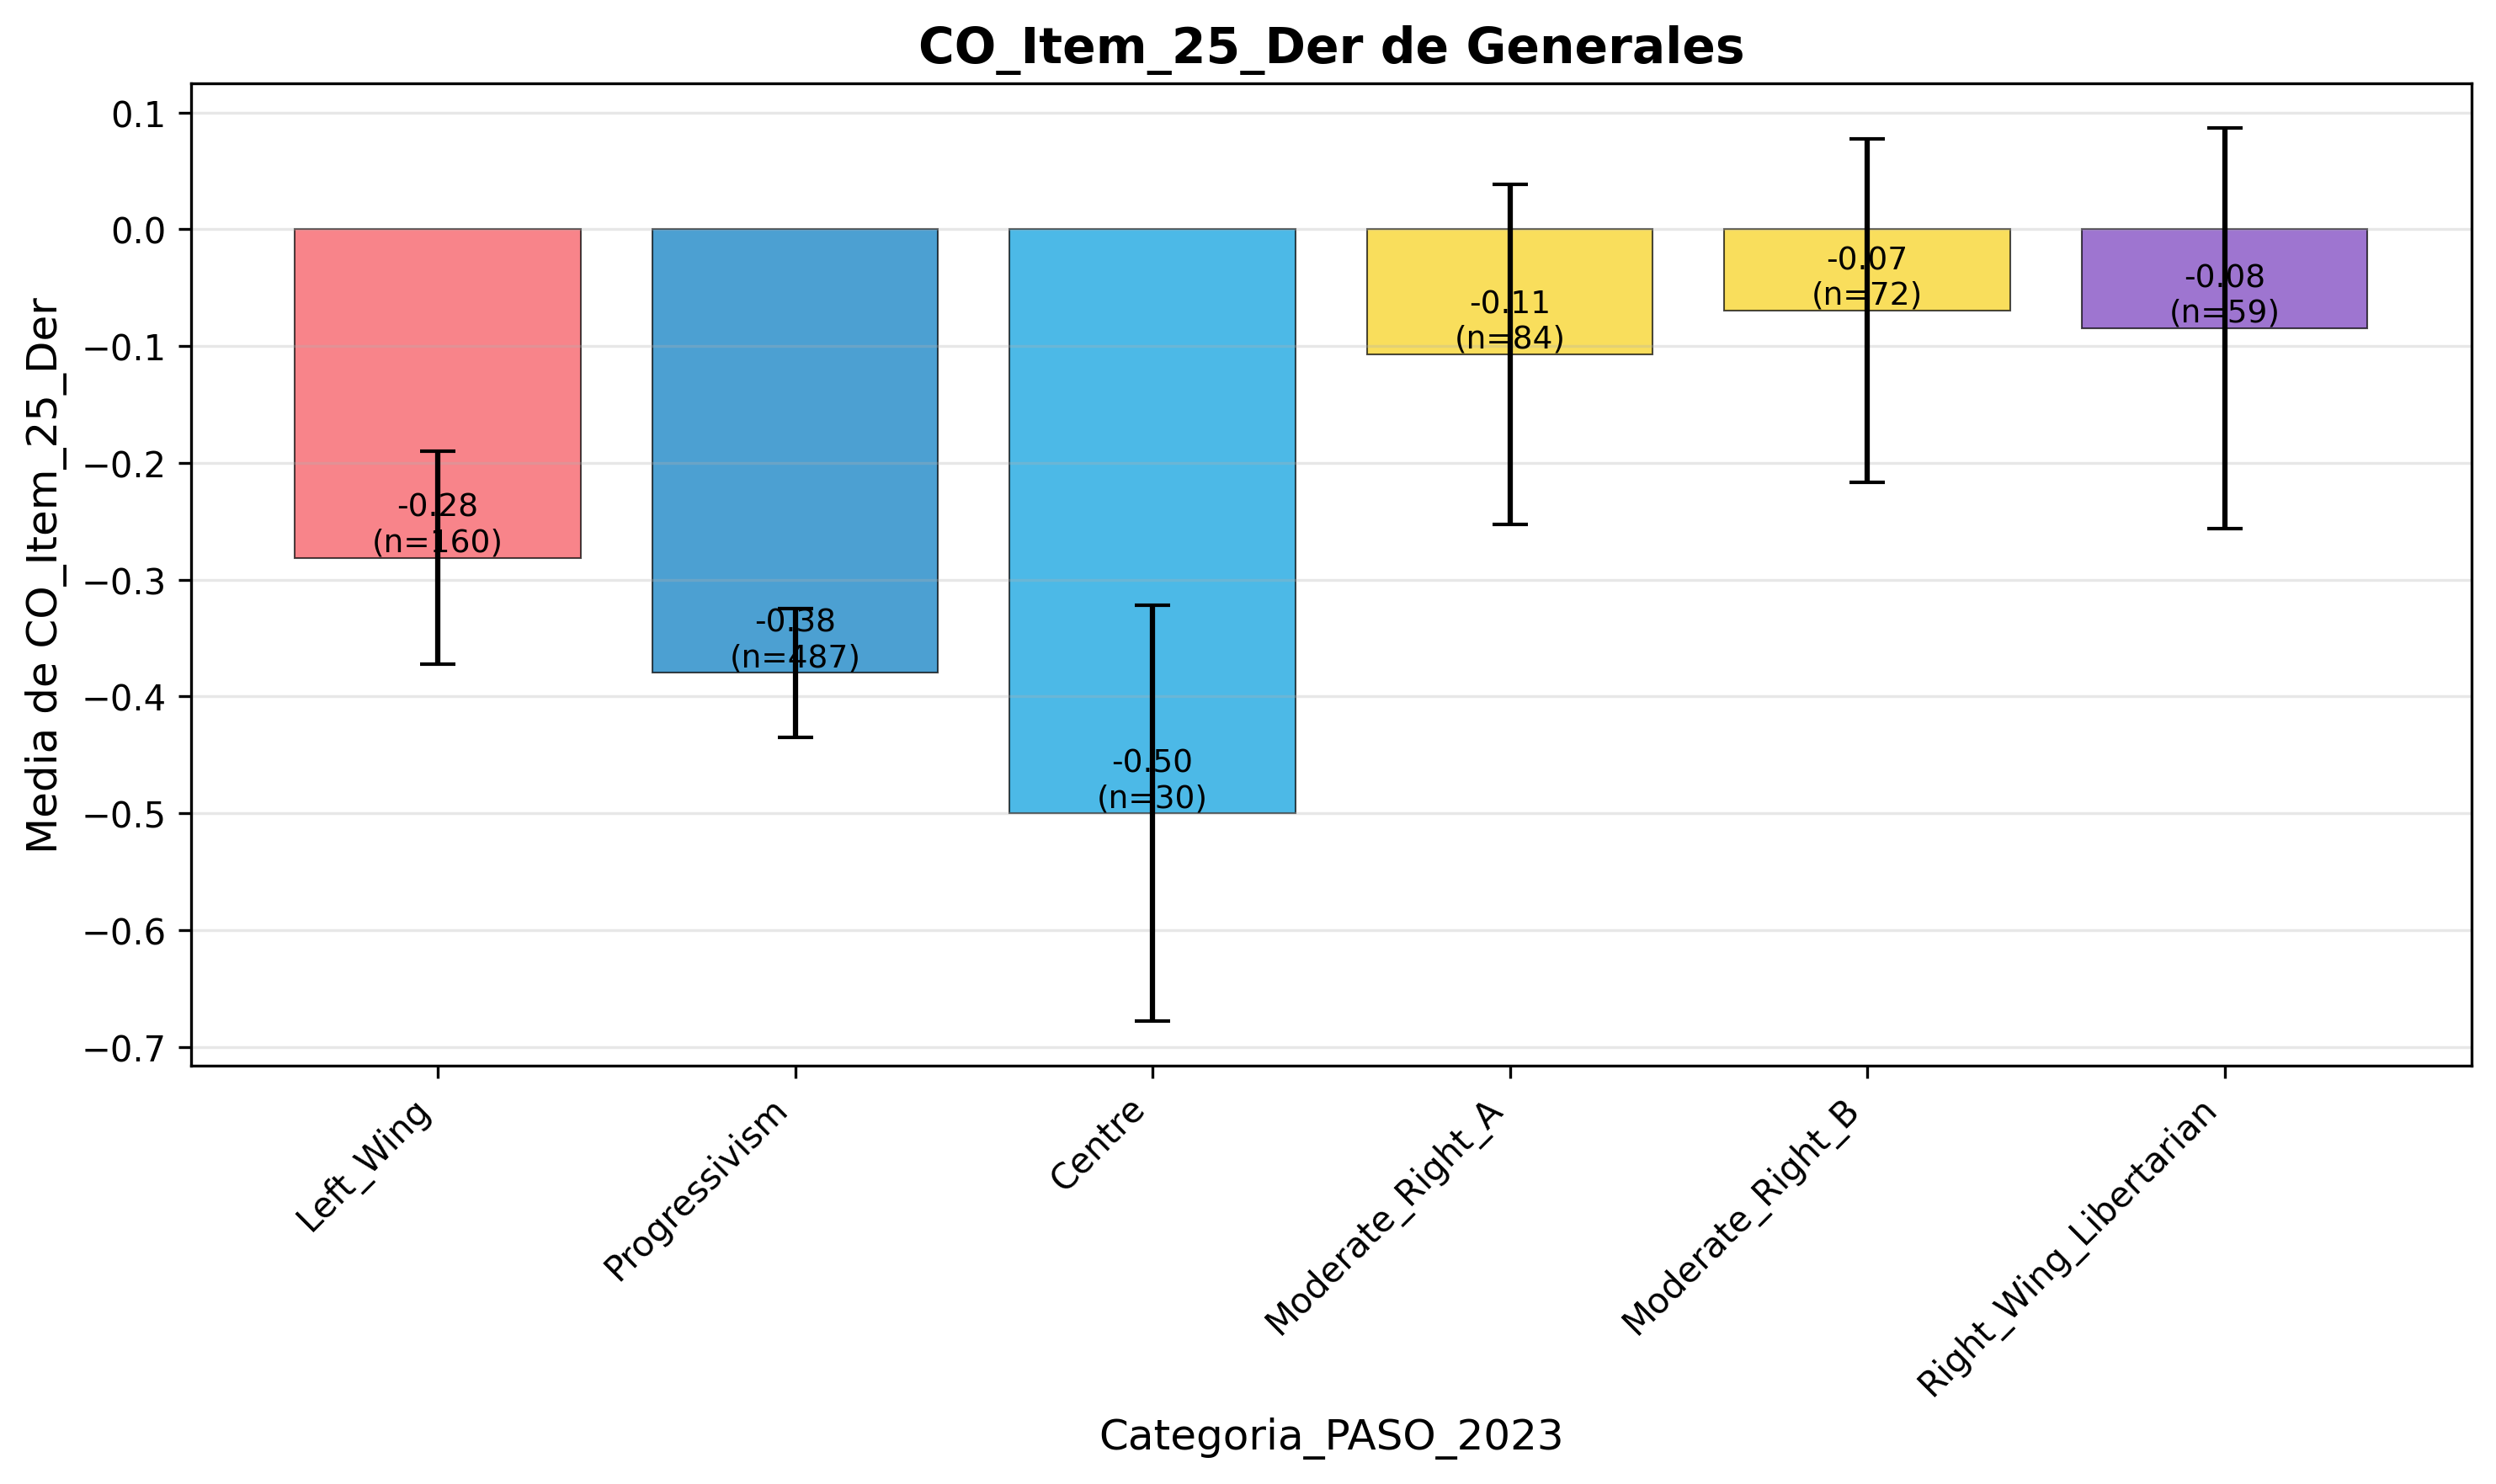 CO_Item_25_Der de Generales
Media de CO_Item_25_Der
0.1
0.0
−0.1
−0.2
−0.3
−0.4
−0.5
−0.6
−0.7
-0.28
(n=160)
-0.38
(n=487)
-0.50
(n=30)
-0.11
(n=84)
-0.07
(n=72)
-0.08
(n=59)
Left_Wing
Progressivism
Centre
Moderate_Right_A
Moderate_Right_B
Right_Wing_Libertarian
Categoria_PASO_2023